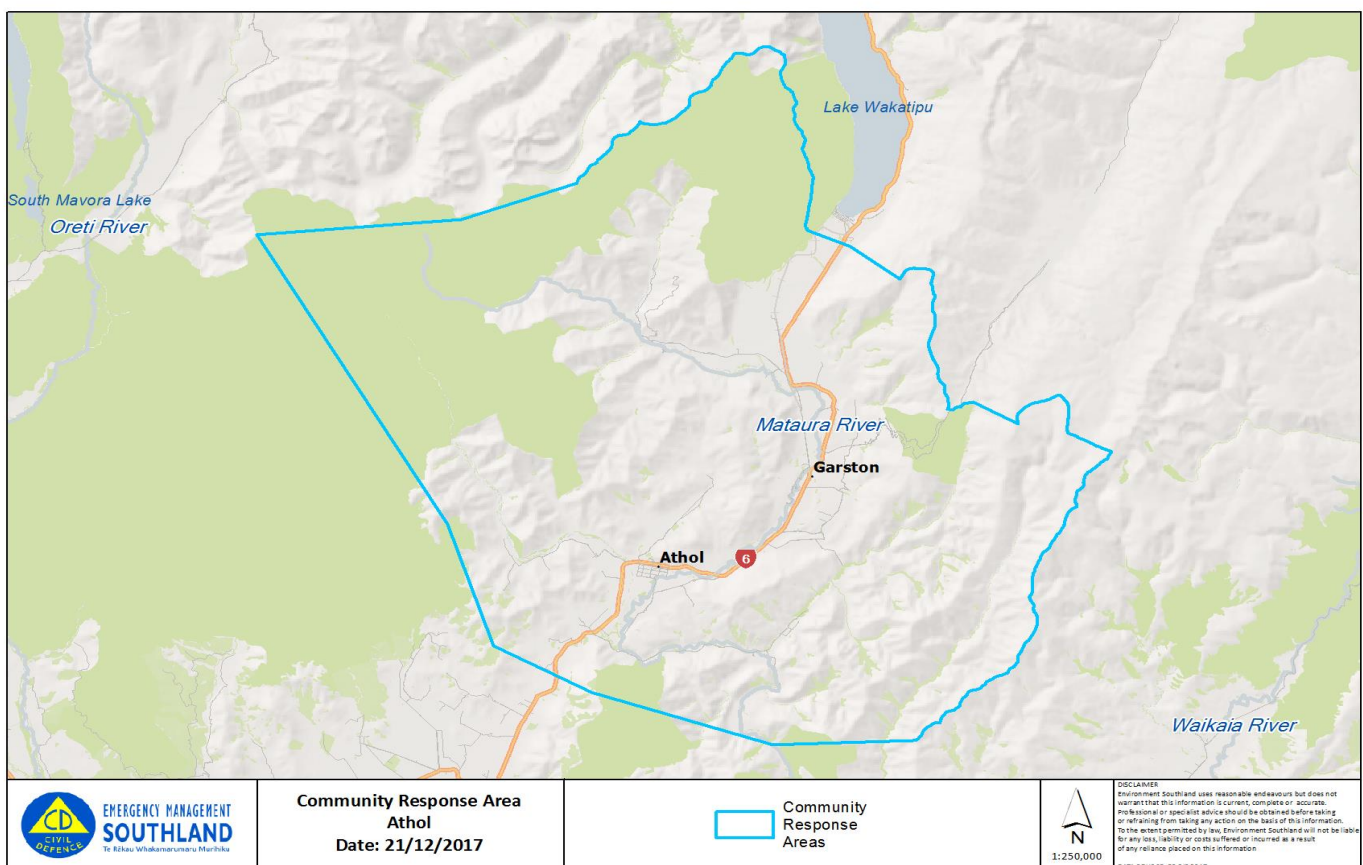 Lake Wakatipu
South Mavora Lake
Oreti River
Mataura River
Garston
Athol
6
Waikaia River
CD
CIVIL
DEFENCE
EMERGENCY MANAGEMENT
SOUTHLAND
Te Rākau Whakamarumaru Murihiku
Community Response Area
Athol
Date: 21/12/2017
Community
Response
Areas
N
1:250,000
DISCLAIMER
Environment Southland uses reasonable endeavours but does not
warrant that this information is current, complete or accurate.
Professional or specialist advice should be obtained before taking
or refraining from taking any action on the basis of this information.
To the extent permitted by law, Environment Southland will not be liable
for any loss, liability or costs suffered or incurred as a result
of any reliance placed on this information